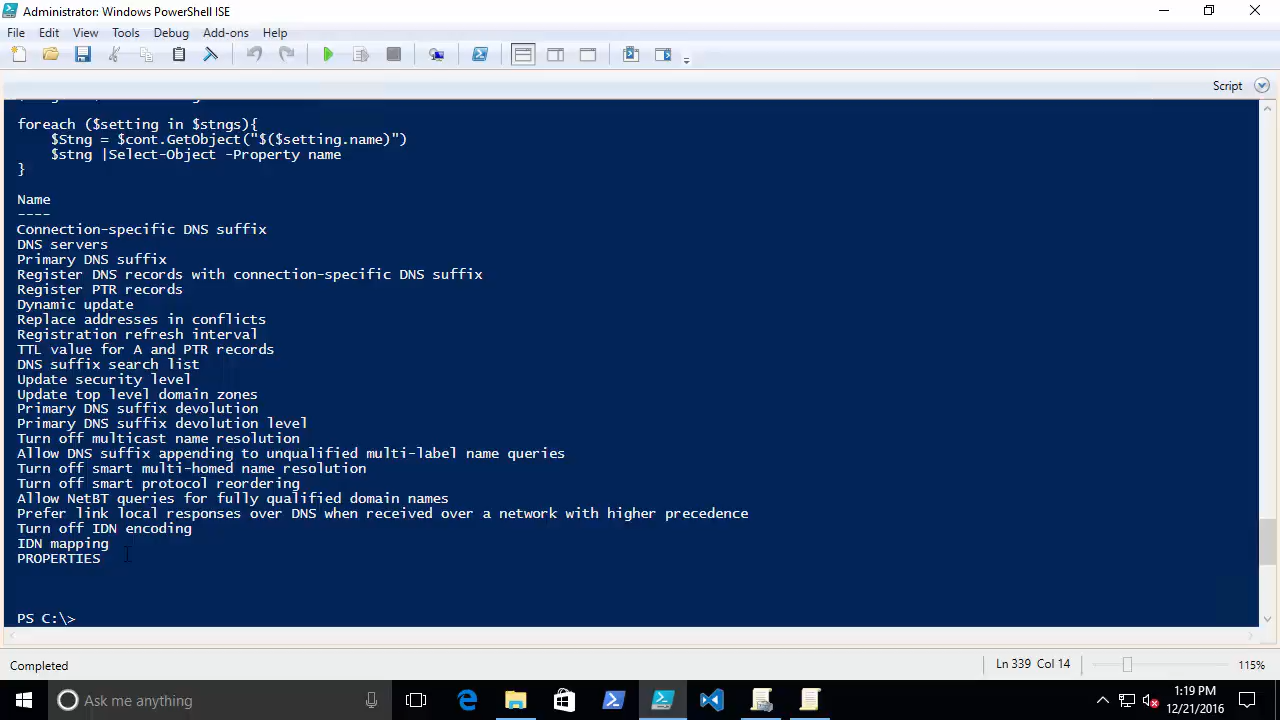 Administrator: Windows PowerShell ISE
File Edit View Tools Debug Add-ons Help
Script
foreach ($setting in $stngs){
    $Stng = $cont.GetObject("$($setting.name)")
    $stng |Select-Object -Property name
}
Name
----
Connection-specific DNS suffix
DNS servers
Primary DNS suffix
Register DNS records with connection-specific DNS suffix
Register PTR records
Dynamic update
Replace addresses in conflicts
Registration refresh interval
TTL value for A and PTR records
DNS suffix search list
Update security level
Update top level domain zones
Primary DNS suffix devolution
Primary DNS suffix devolution level
Turn off multicast name resolution
Allow DNS suffix appending to unqualified multi-label name queries
Turn off smart multi-homed name resolution
Turn off smart protocol reordering
Allow NetBT queries for fully qualified domain names
Prefer link local responses over DNS when received over a network with higher precedence
Turn off IDN encoding
IDN mapping
PROPERTIES
PS C:\>
Completed Ln 339 Col 14 115%
Ask me anything
1:19 PM
12/21/2016